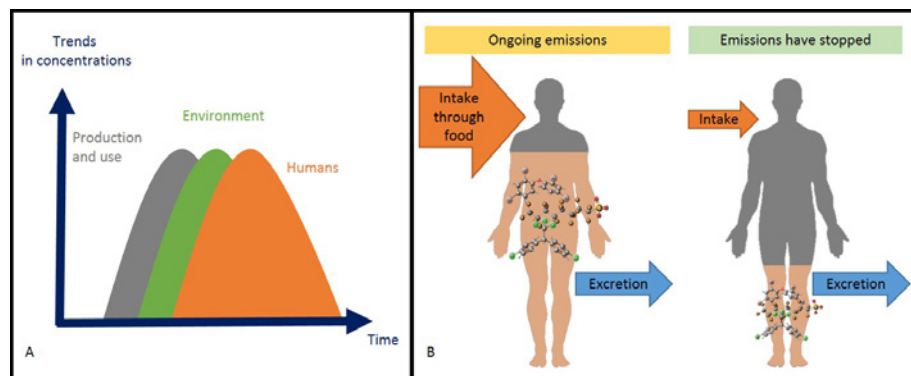 Trends
in concentrations
Environment
Production
and use
Humans
Time
A
Ongoing emissions
Emissions have stopped
Intake
through
food
Intake
Excretion
Excretion
B